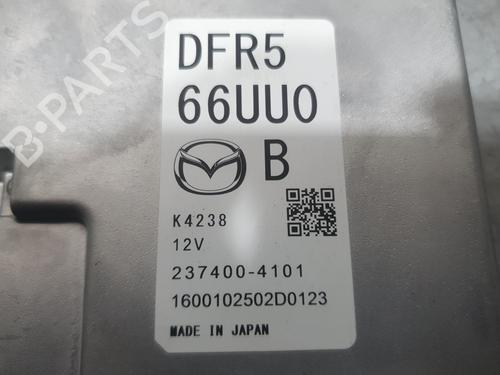 DFR5
66UU0
B
K4238
12V
237400-4101
1600102502D0123
MADE IN JAPAN
B-PARTS